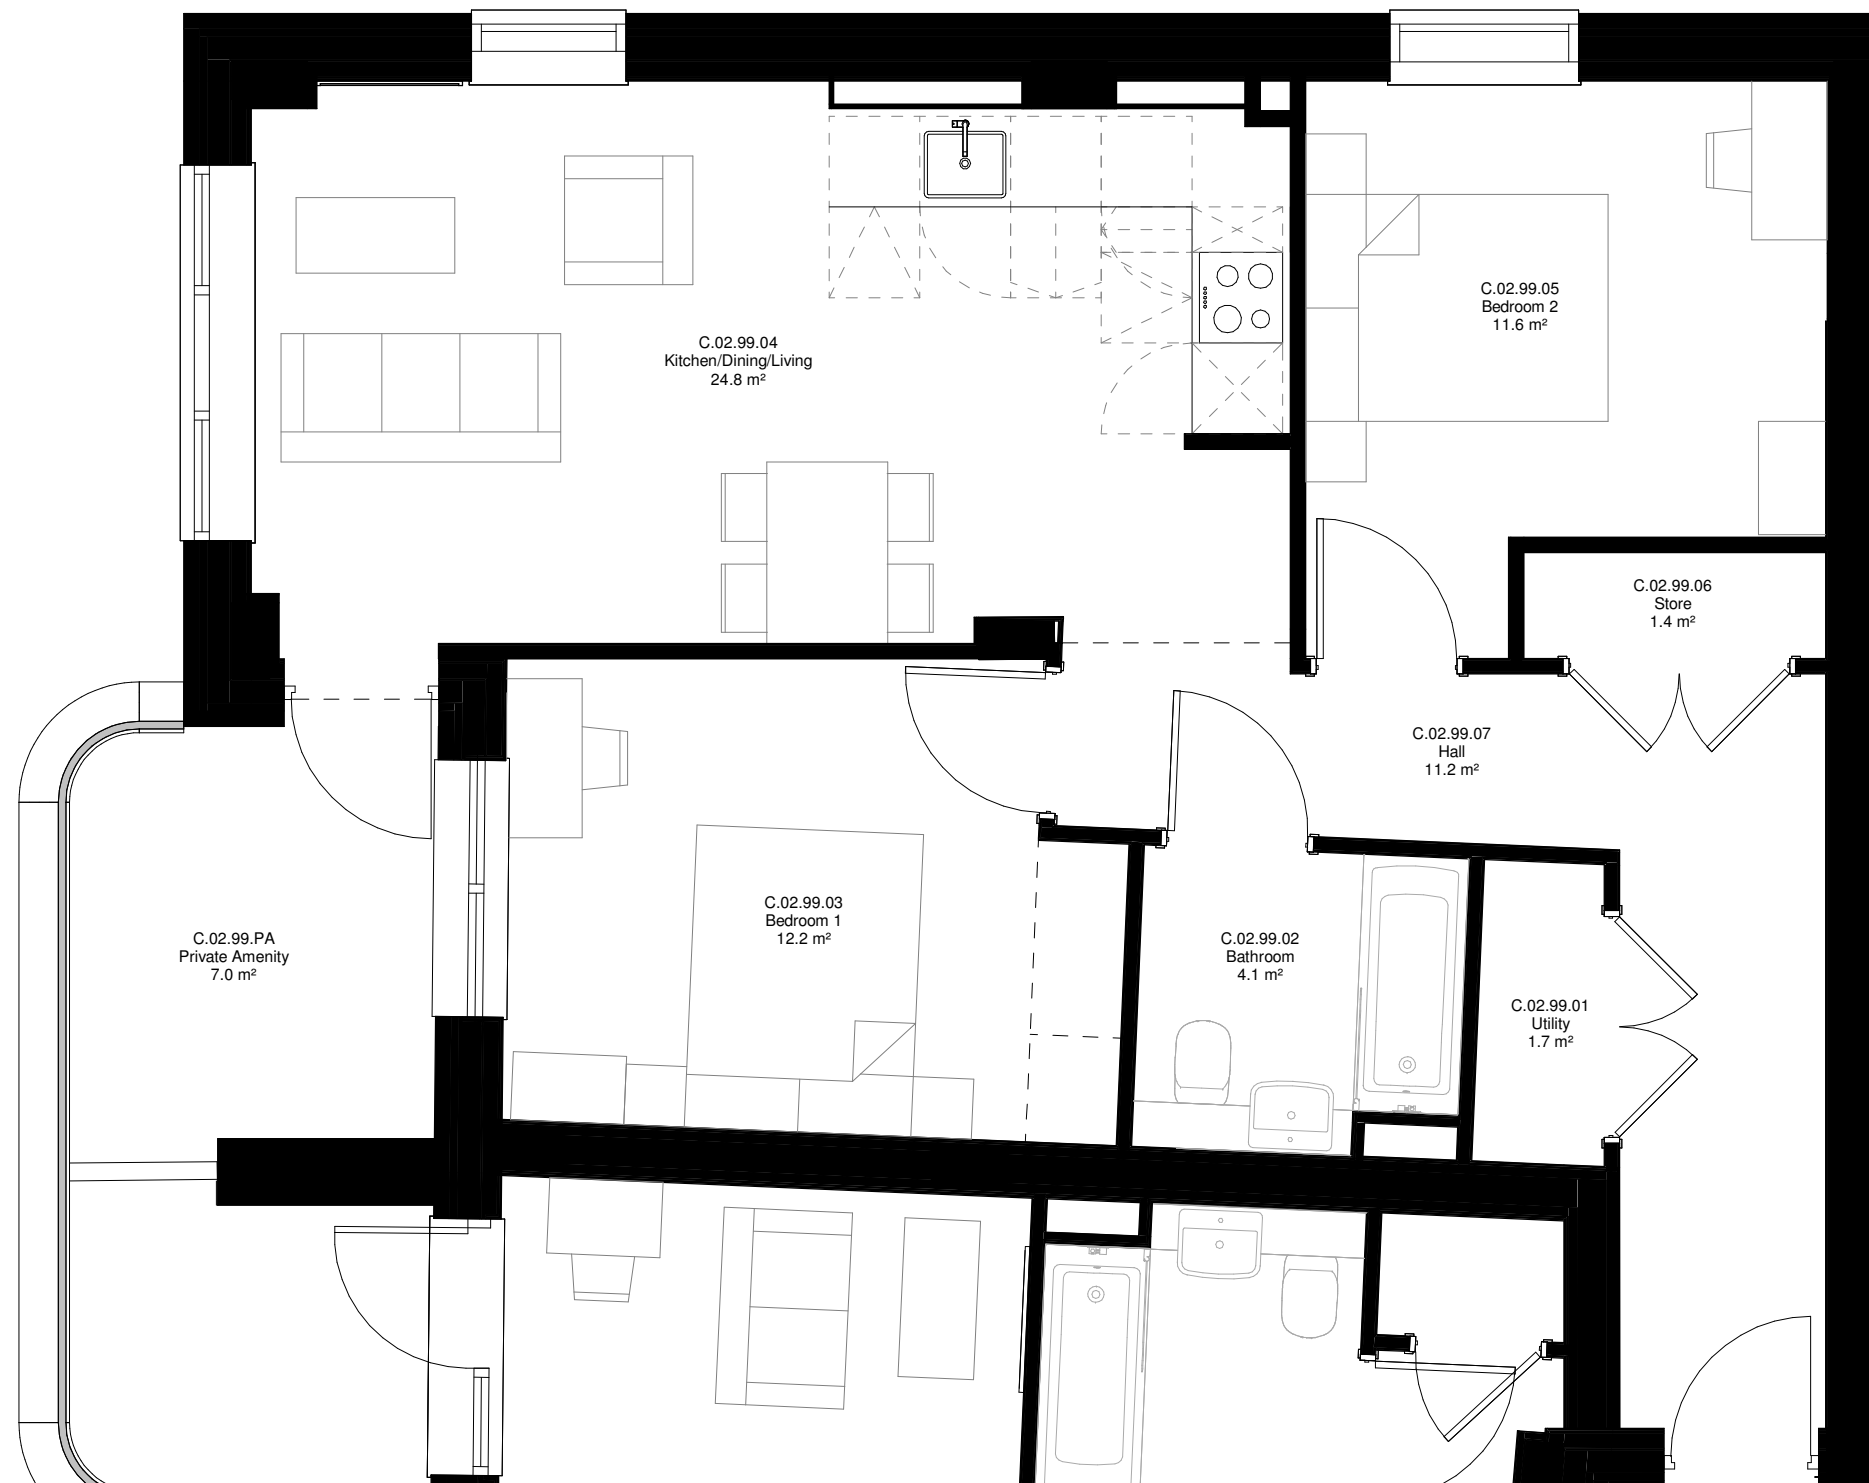 C.02.99.05
Bedroom 2
11.6 m²
C.02.99.04
Kitchen/Dining/Living
24.8 m²
C.02.99.06
Store
1.4 m²
C.02.99.07
Hall
11.2 m²
C.02.99.03
Bedroom 1
12.2 m²
C.02.99.PA
Private Amenity
7.0 m²
C.02.99.02
Bathroom
4.1 m²
C.02.99.01
Utility
1.7 m²